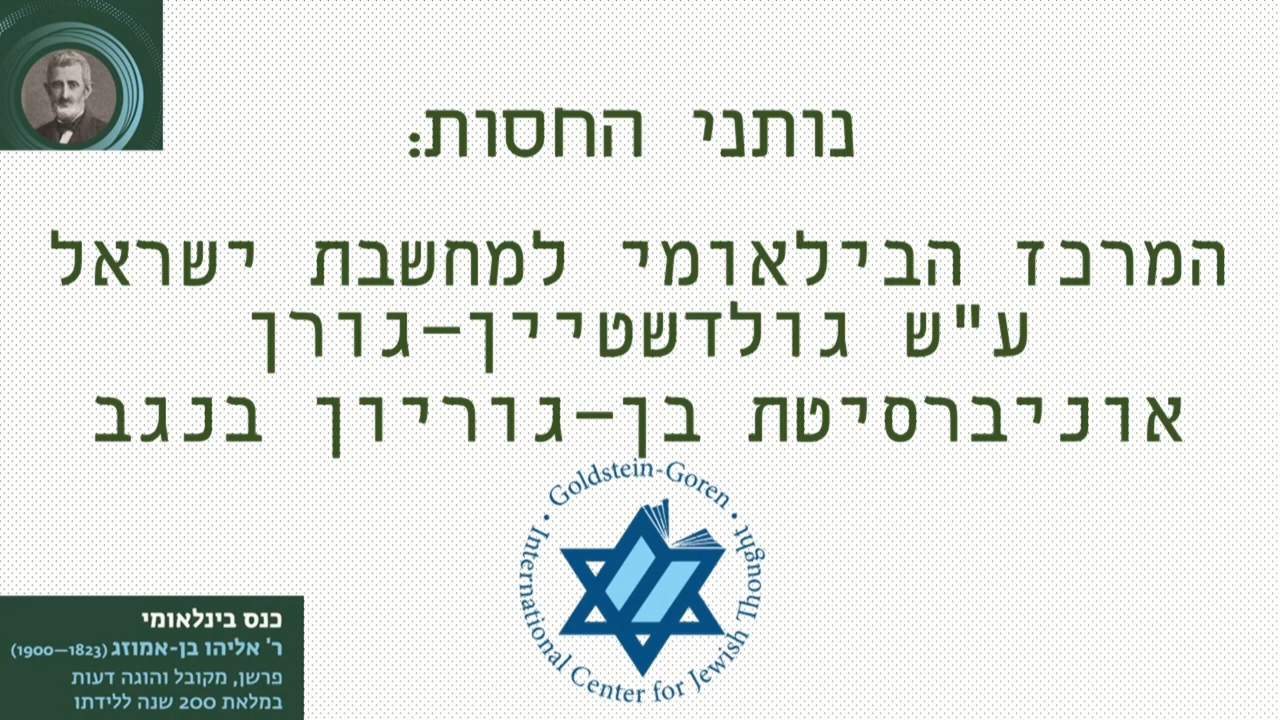 נותני החסות:
המרכז הבילאומי למחשבת ישראל
ע"ש גולדשטיין-גורן
אוניברסיטת בן-גוריון בנגב
Goldstein-Goren • International Center for Jewish Thought •
כנס בינלאומי
ר' אליהו בן-אמוזג (1823—1900)
פרשן, מקובל והוגה דעות
במלאת 200 שנה ללידתו